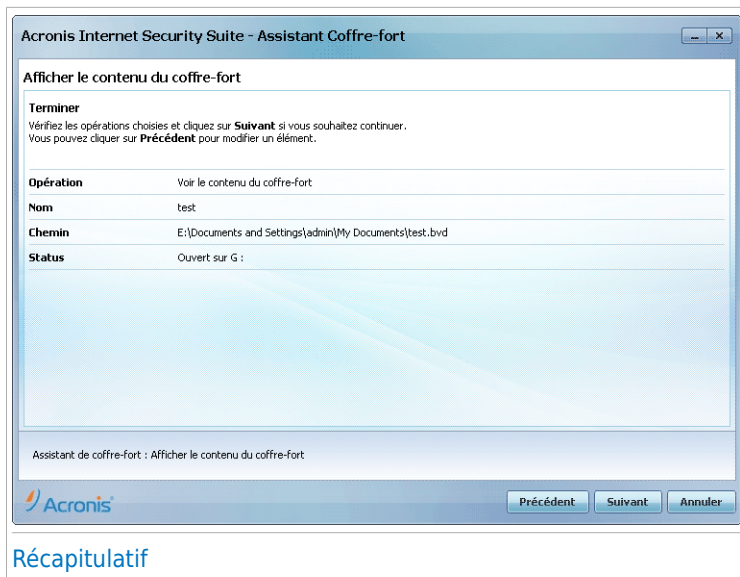 Acronis Internet Security Suite - Assistant Coffre-fort
Afficher le contenu du coffre-fort
Terminer
Vérifiez les opérations choisies et cliquez sur Suivant si vous souhaitez continuer.
Vous pouvez cliquer sur Précédent pour modifier un élément.
Opération Voir le contenu du coffre-fort
Nom test
Chemin E:\Documents and Settings\admin\My Documents\test.bvd
Status Ouvert sur G :
Assistant de coffre-fort : Afficher le contenu du coffre-fort
Acronis
Précédent Suivant Annuler
Récapitulatif